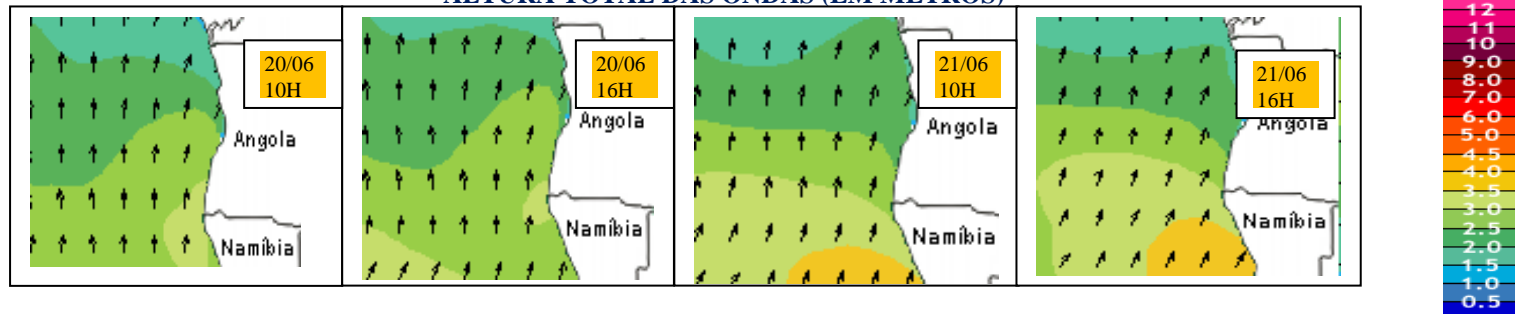 ALTURA TOTAL DAS ONDAS (EM METROS)
20/06
10H
Angola
Namíbia
20/06
16H
Angola
Namíbia
21/06
10H
Angola
Namíbia
21/06
16H
Angola
Namíbia
12
11
10
9.0
8.0
7.0
6.0
5.0
4.5
4.0
3.5
3.0
2.5
2.0
1.5
1.0
0.5